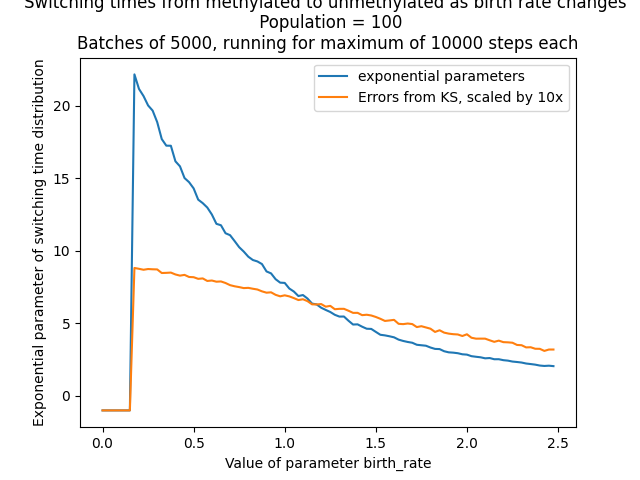 Switching times from methylated to unmethylated as birth rate changes
Population = 100
Batches of 5000, running for maximum of 10000 steps each
exponential parameters
Errors from KS, scaled by 10x
Exponential parameter of switching time distribution
20
15
10
5
0
0.0 0.5 1.0 1.5 2.0 2.5
Value of parameter birth_rate